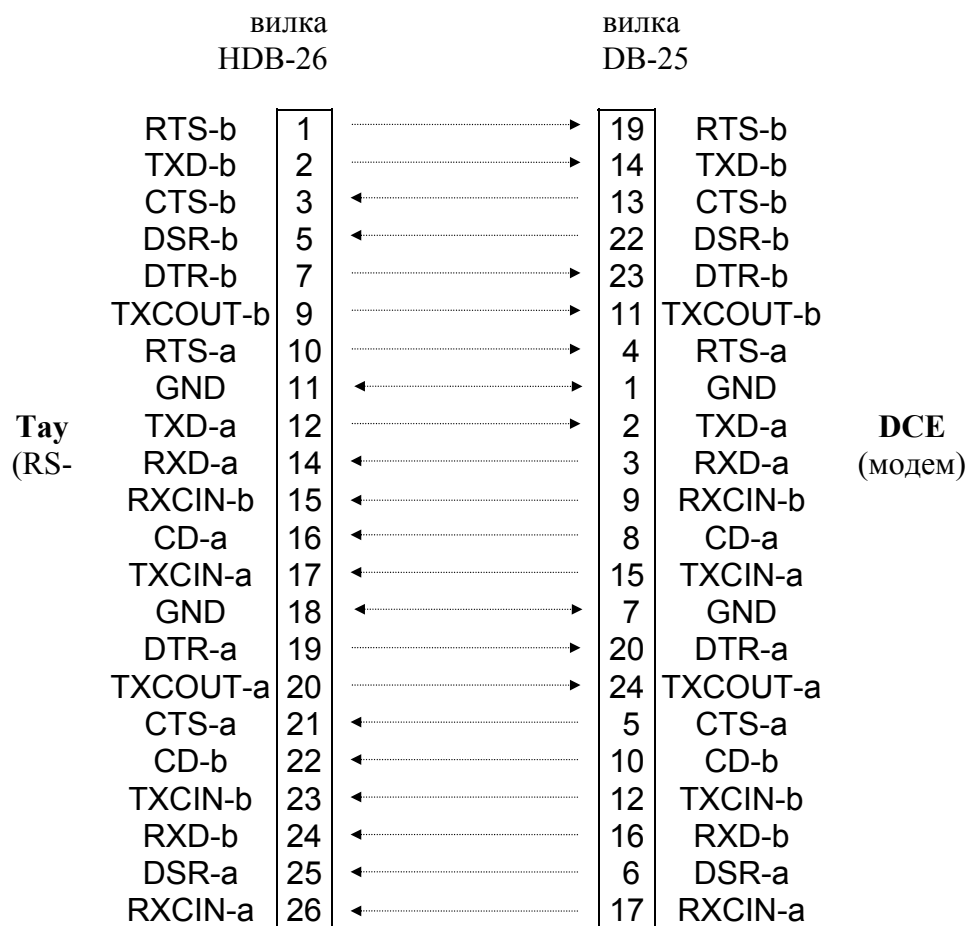 вилка вилка
HDB-26 DB-25
RTS-b 1 19 RTS-b
TXD-b 2 14 TXD-b
CTS-b 3 13 CTS-b
DSR-b 5 22 DSR-b
DTR-b 7 23 DTR-b
TXCOUT-b 9 11 TXCOUT-b
RTS-a 10 4 RTS-a
GND 11 1 GND
Тау TXD-a 12 2 TXD-a DCE
(RS- RXD-a 14 3 RXD-a (модем)
RXCIN-b 15 9 RXCIN-b
CD-a 16 8 CD-a
TXCIN-a 17 15 TXCIN-a
GND 18 7 GND
DTR-a 19 20 DTR-a
TXCOUT-a 20 24 TXCOUT-a
CTS-a 21 5 CTS-a
CD-b 22 10 CD-b
TXCIN-b 23 12 TXCIN-b
RXD-b 24 16 RXD-b
DSR-a 25 6 DSR-a
RXCIN-a 26 17 RXCIN-a